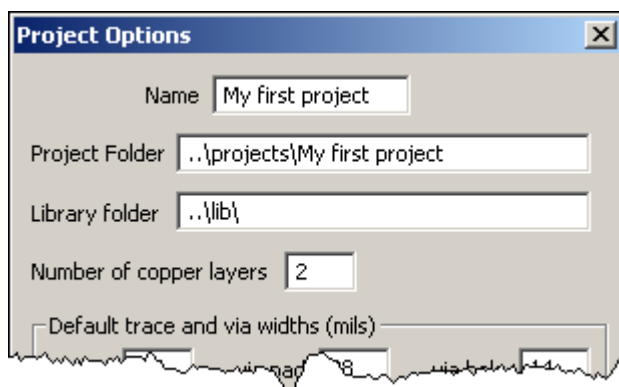 Project Options
Name My first project
Project Folder ..\projects\My first project
Library folder ..\lib\
Number of copper layers 2
Default trace and via widths (mils)